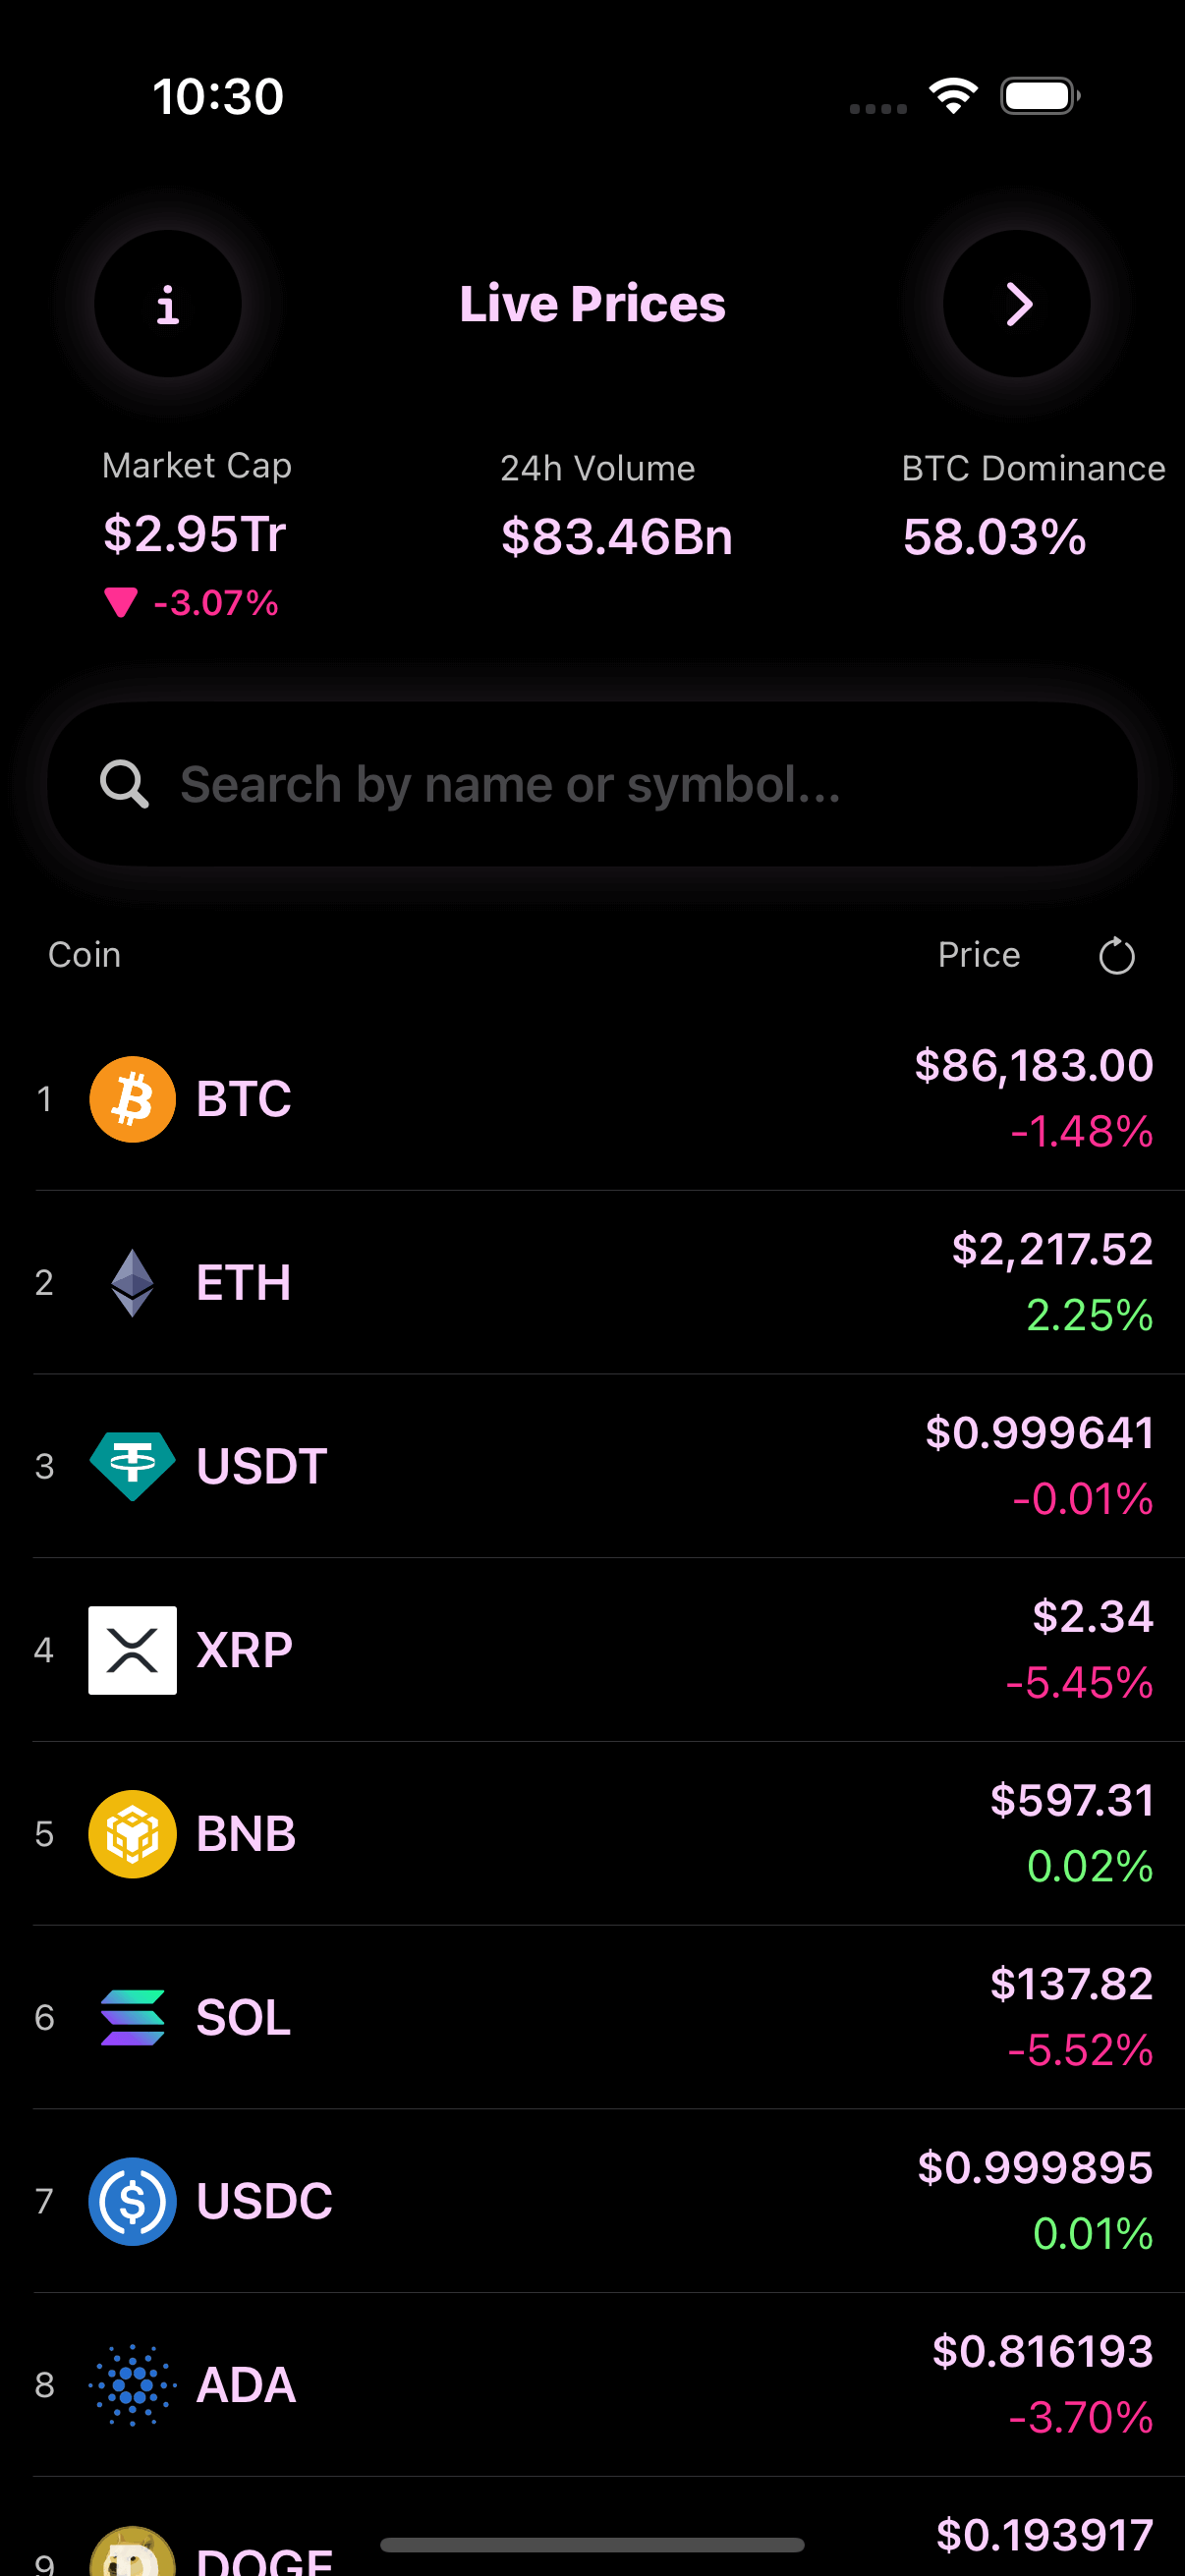 10:30
i
Live Prices
Market Cap
24h Volume
BTC Dominance
$2.95Tr
$83.46Bn
58.03%
-3.07%
Search by name or symbol...
Coin
Price
1
BTC
$86,183.00
-1.48%
2
ETH
$2,217.52
2.25%
3
USDT
$0.999641
-0.01%
4
XRP
$2.34
-5.45%
5
BNB
$597.31
0.02%
6
SOL
$137.82
-5.52%
7
USDC
$0.999895
0.01%
8
ADA
$0.816193
-3.70%
9
DOGE
$0.193917